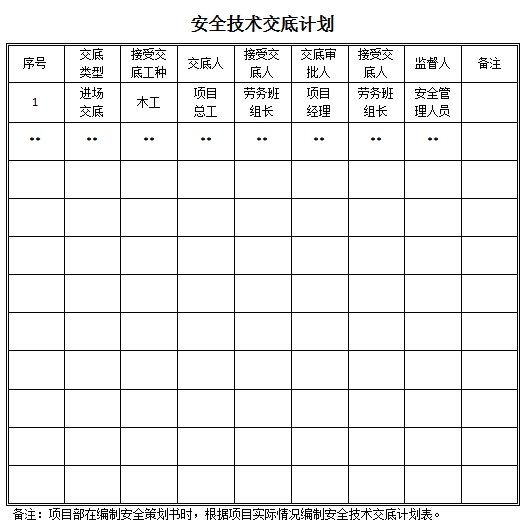 安全技术交底计划
序号 交底类型 接受交底工种 交底人 接受交底人 交底审批人 接受交底人 监督人 备注
1 进场交底 木工 项目总工 劳务班组长 项目经理 劳务班组长 安全管理人员
** ** ** ** ** ** ** **
备注：项目部在编制安全策划书时，根据项目实际情况编制安全技术交底计划表。